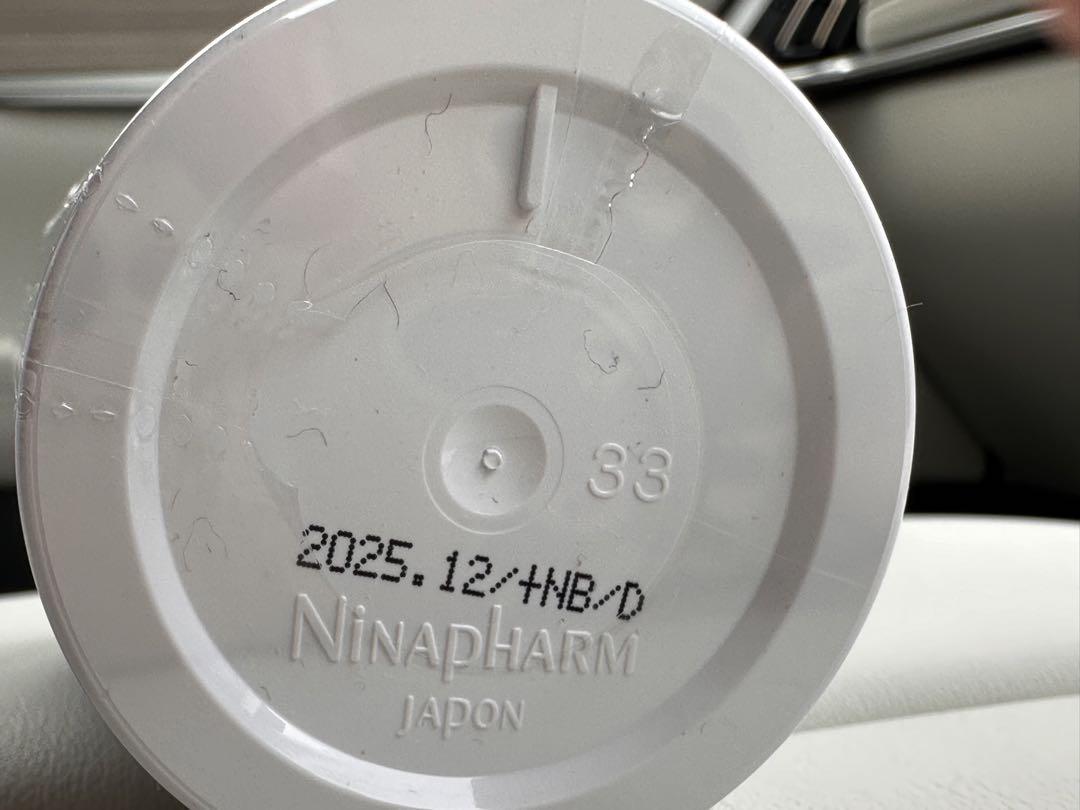 33
2025.12/+NB/D
NINAPHARM
JAPON